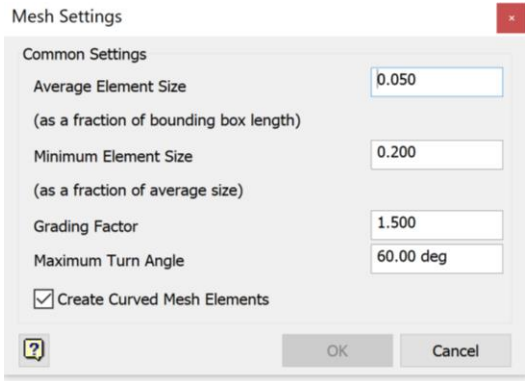 Mesh Settings
Common Settings
Average Element Size 0.050
(as a fraction of bounding box length)
Minimum Element Size 0.200
(as a fraction of average size)
Grading Factor 1.500
Maximum Turn Angle 60.00 deg
Create Curved Mesh Elements
? OK Cancel